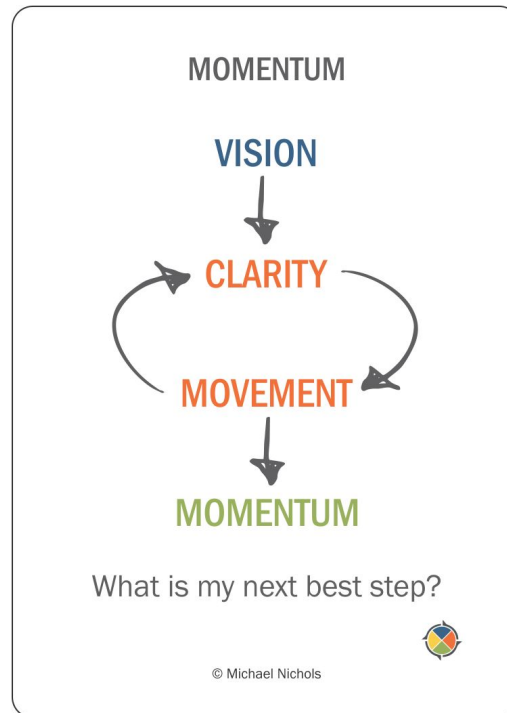 MOMENTUM
VISION
CLARITY
MOVEMENT
MOMENTUM
What is my next best step?
© Michael Nichols